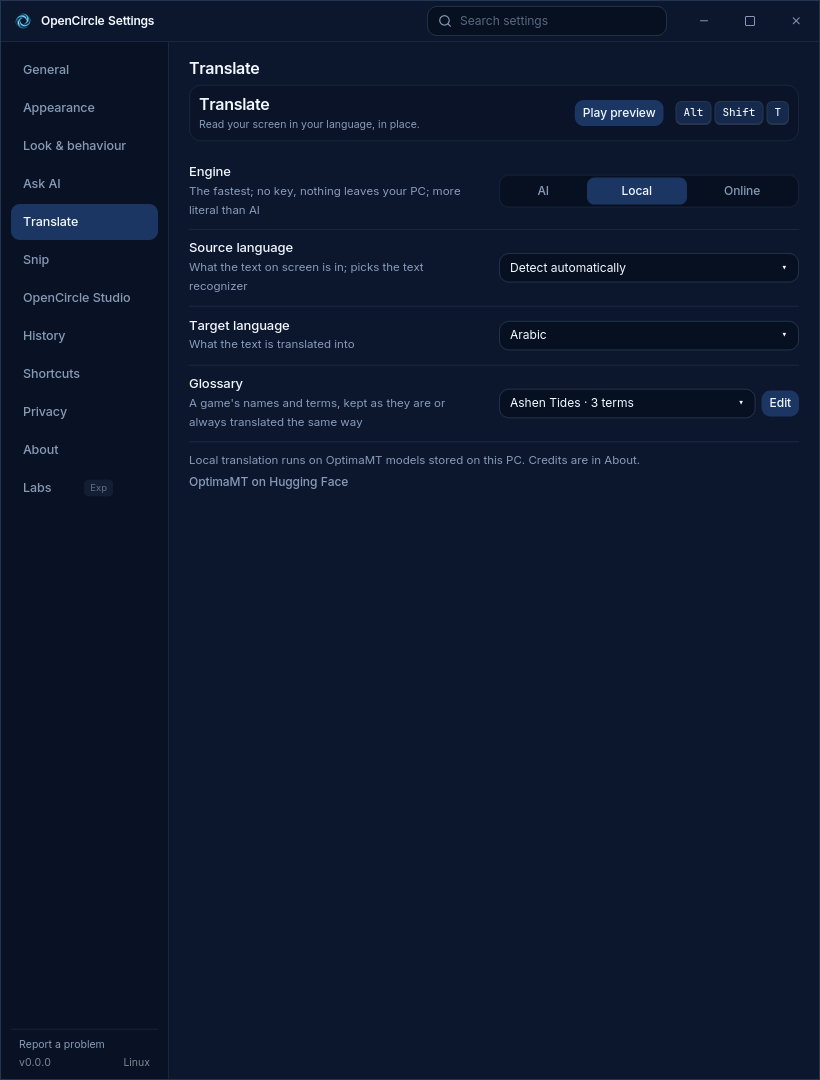 OpenCircle Settings
Search settings
General
Appearance
Look & behaviour
Ask AI
Translate
Snip
OpenCircle Studio
History
Shortcuts
Privacy
About
Labs Exp
Report a problem
v0.0.0 Linux
Translate
Translate
Read your screen in your language, in place.
Play preview Alt Shift T
Engine
The fastest; no key, nothing leaves your PC; more
literal than AI
AI Local Online
Source language
What the text on screen is in; picks the text
recognizer
Detect automatically
Target language
What the text is translated into
Arabic
Glossary
A game's names and terms, kept as they are or
always translated the same way
Ashen Tides · 3 terms Edit
Local translation runs on OptimaMT models stored on this PC. Credits are in About.
OptimaMT on Hugging Face